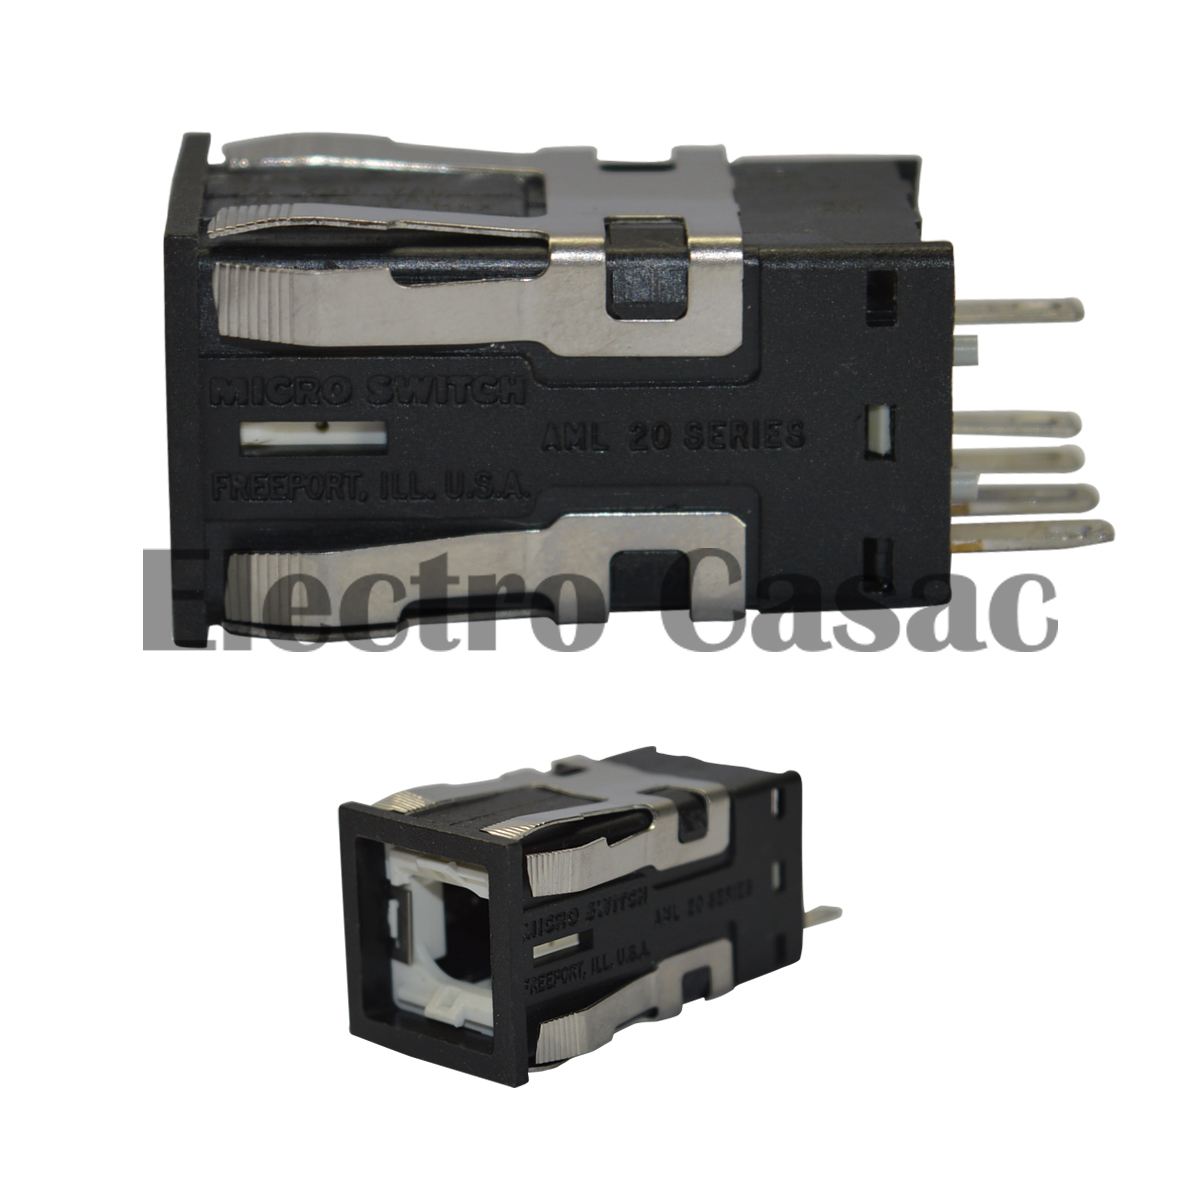 MICRO SWITCH
AML 20 SERIES
FREEPORT, ILL. U.S.A.
Electro Casac
MICRO SWITCH
AML 20 SERIES
FREEPORT, ILL. U.S.A.